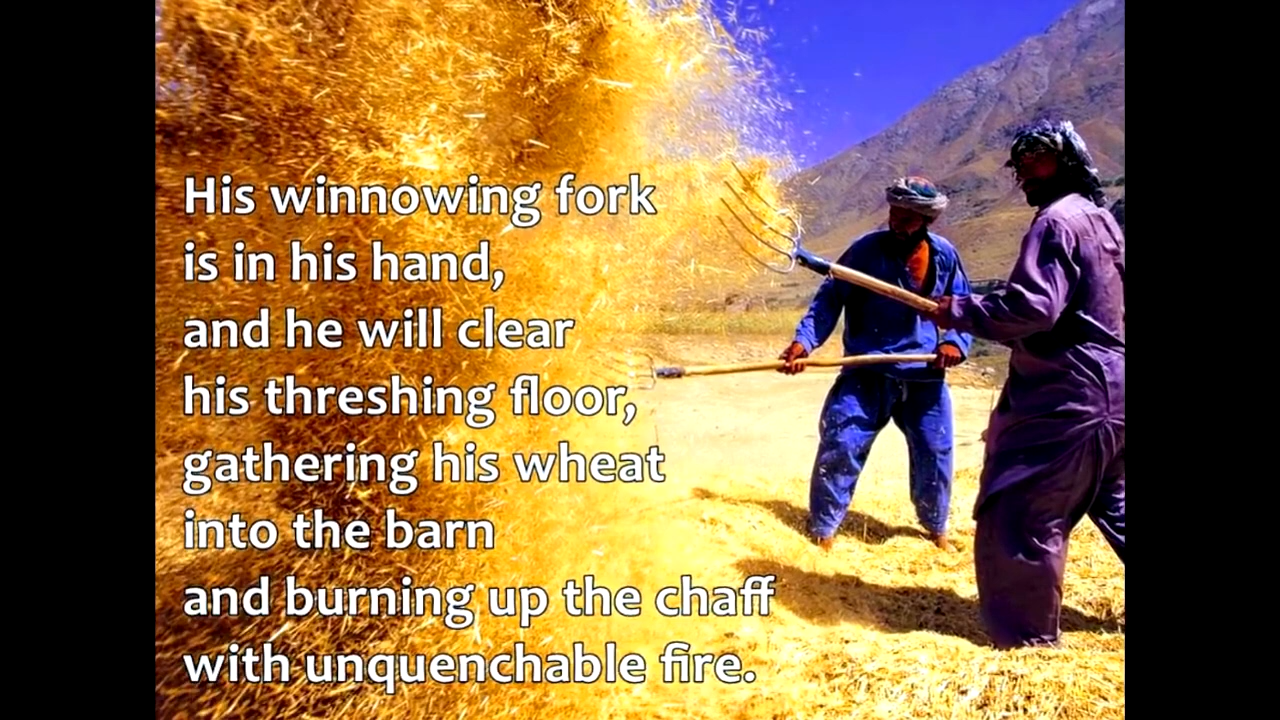 His winnowing fork
is in his hand,
and he will clear
his threshing floor,
gathering his wheat
into the barn
and burning up the chaff
with unquenchable fire.